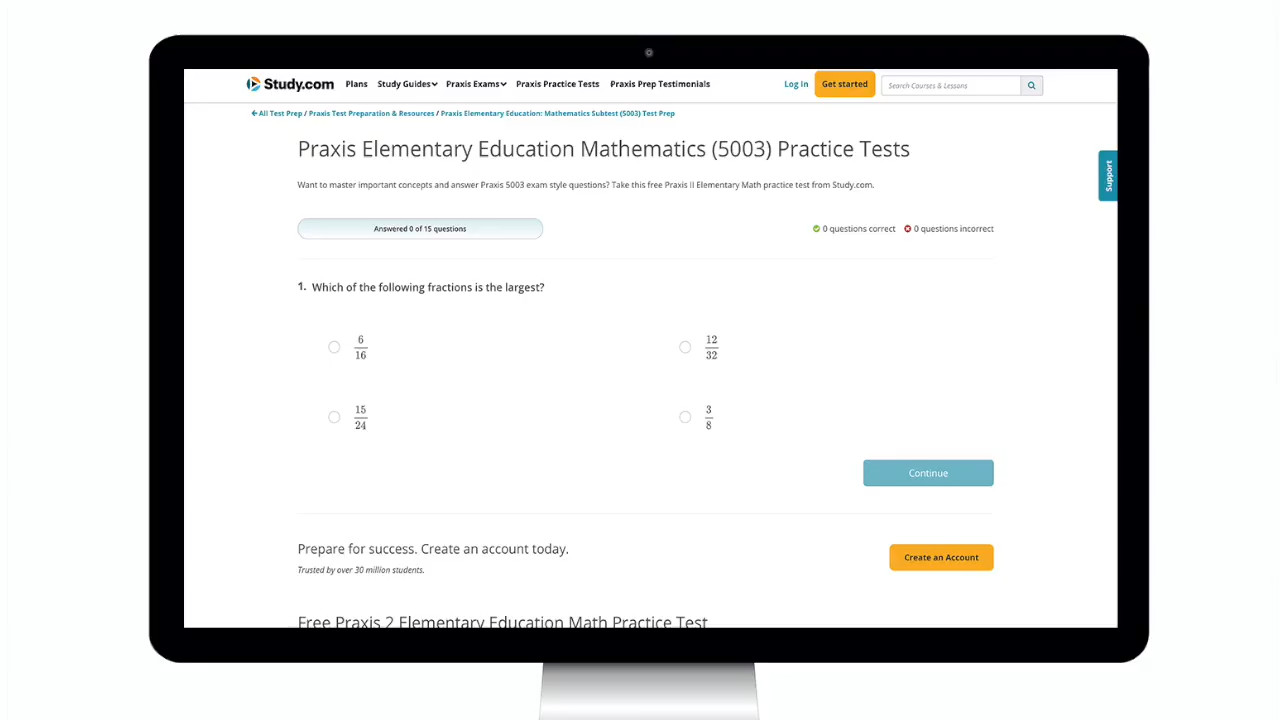 Study.com Plans Study Guides Praxis Exams Praxis Practice Tests Praxis Prep Testimonials Log in Get started Search Courses & Lessons
All Test Prep / Praxis Test Preparation & Resources / Praxis Elementary Education: Mathematics Subtest (5003) Test Prep
Praxis Elementary Education Mathematics (5003) Practice Tests
Support
Want to master important concepts and answer Praxis 5003 exam style questions? Take this free Praxis II Elementary Math practice test from Study.com.
Answered 0 of 15 questions 0 questions correct 0 questions incorrect
1. Which of the following fractions is the largest?
6/16 12/32
15/24 3/8
Continue
Prepare for success. Create an account today.
Create an Account
Trusted by over 30 million students.
Free Praxis 2 Elementary Education Math Practice Test